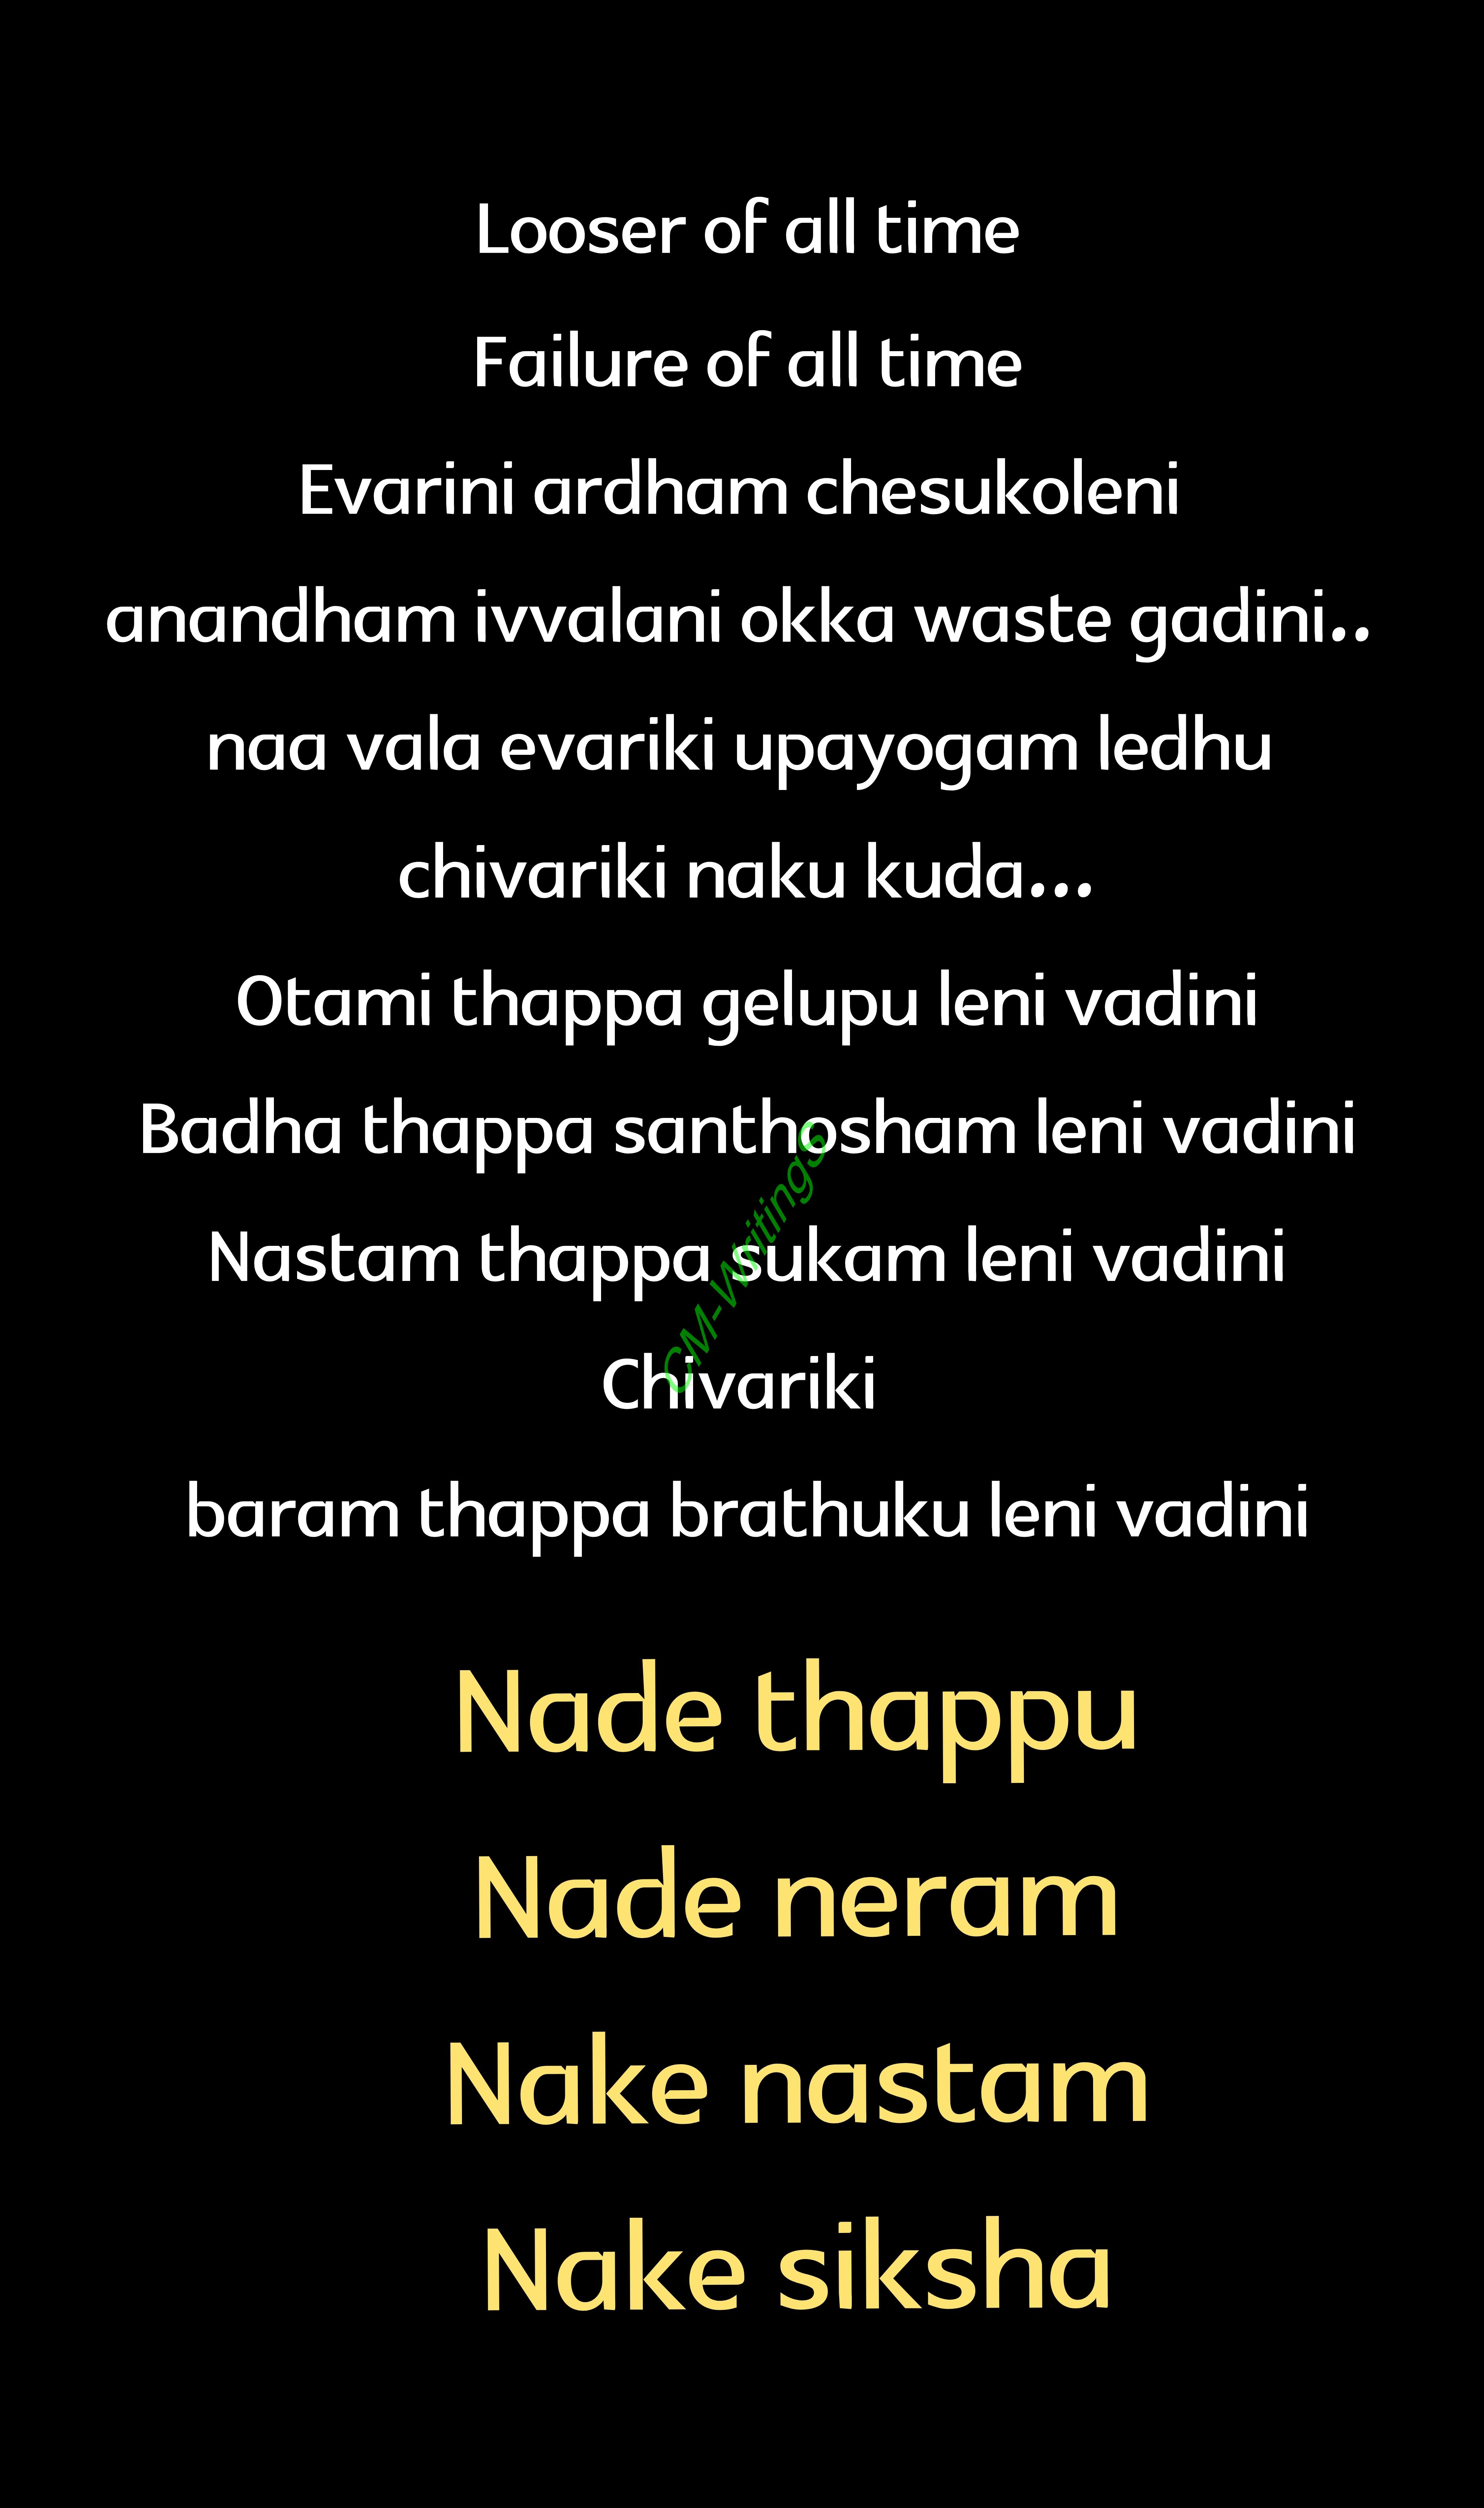 Looser of all time
Failure of all time
Evarini ardham chesukoleni
anandham ivvalani okka waste gadini..
naa vala evariki upayogam ledhu
chivariki naku kuda...
Otami thappa gelupu leni vadini
Badha thappa santhosham leni vadini
Nastam thappa sukam leni vadini
CM-Writings
Chivariki
baram thappa brathuku leni vadini
Nade thappu
Nade neram
Nake nastam
Nake siksha